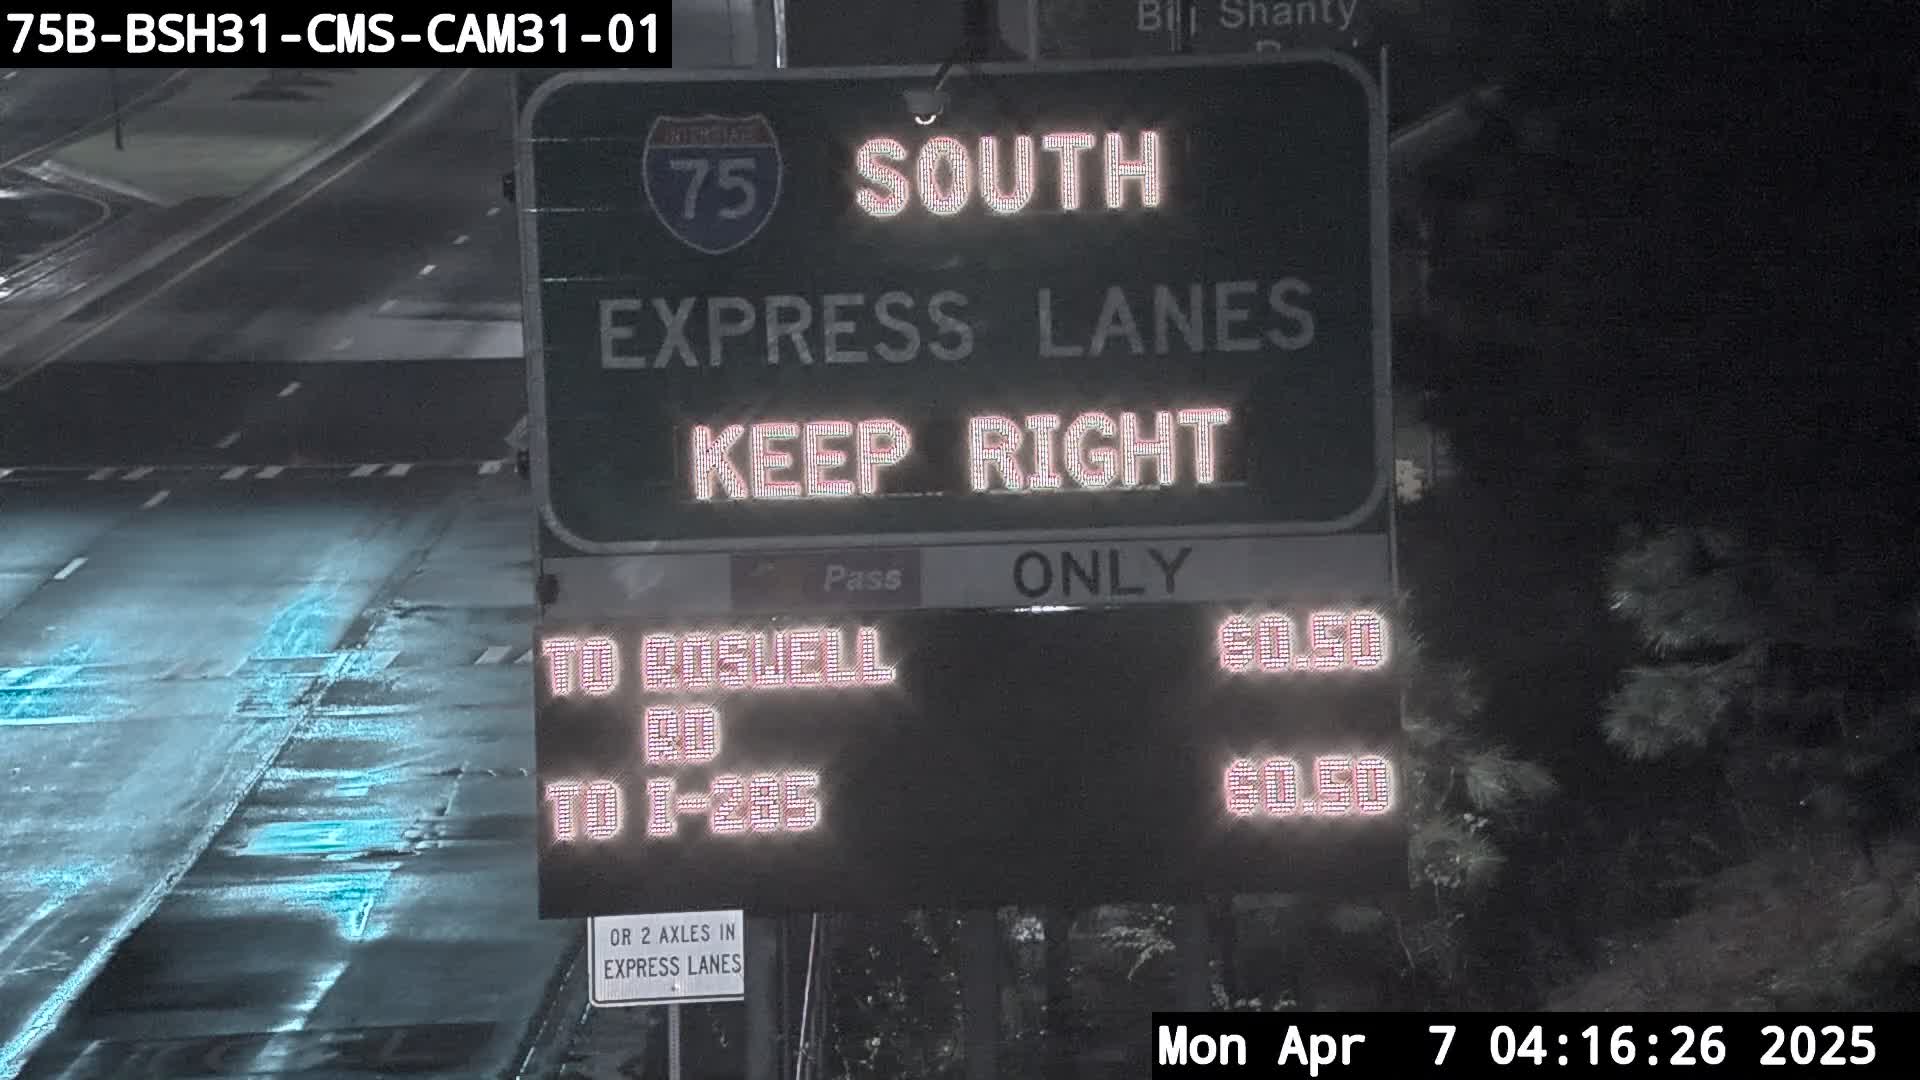 75B-BSH31-CMS-CAM31-01
Bill Shanty
INTERSTATE
75
SOUTH
EXPRESS LANES
KEEP RIGHT
Pass
ONLY
TO ROSWELL $0.50
RD
TO I-285 $0.50
OR 2 AXLES IN
EXPRESS LANES
Mon Apr 7 04:16:26 2025